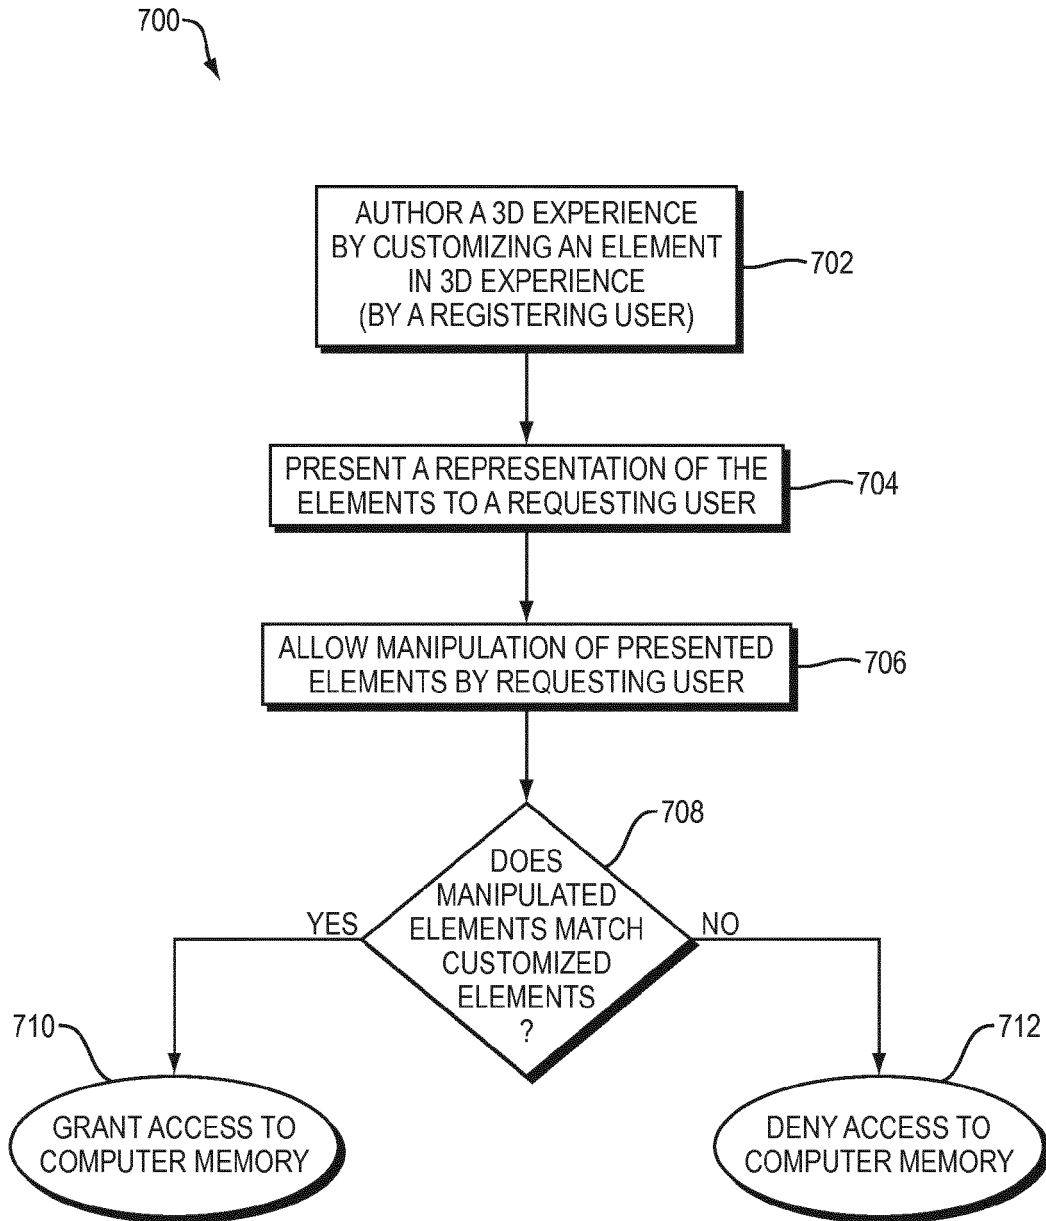 700
AUTHOR A 3D EXPERIENCE
BY CUSTOMIZING AN ELEMENT
IN 3D EXPERIENCE
(BY A REGISTERING USER)
702
PRESENT A REPRESENTATION OF THE
ELEMENTS TO A REQUESTING USER
704
ALLOW MANIPULATION OF PRESENTED
ELEMENTS BY REQUESTING USER
706
708
DOES
MANIPULATED
ELEMENTS MATCH
CUSTOMIZED
ELEMENTS
?
YES
NO
710
GRANT ACCESS TO
COMPUTER MEMORY
712
DENY ACCESS TO
COMPUTER MEMORY